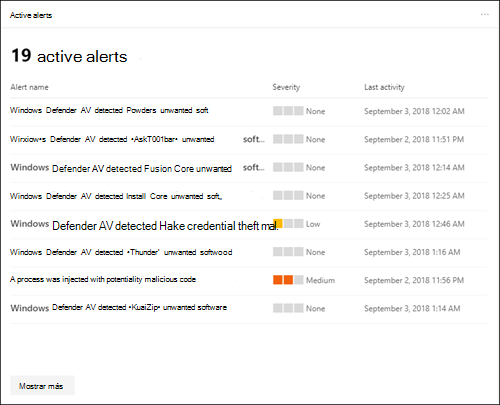 Active alerts
19 active alerts
Alert name Severity Last activity
Windows Defender AV detected Powders unwanted soft None September 3, 2018 12:02 AM
Wirxiow•s Defender AV detected •AskT001bar• unwanted soft... None September 2, 2018 11:51 PM
Windows Defender AV detected Fusion Core unwanted soft... None September 3, 2018 12:14 AM
Windows Defender AV detected Install Core unwanted soft,, None September 3, 2018 12:25 AM
Windows Defender AV detected Hake credential theft mal. Low September 3, 2018 12:46 AM
Windows Defender AV detected •Thunder' unwanted softwood None September 3, 2018 1:16 AM
A process was injected with potentiality malicious code Medium September 2, 2018 11:56 PM
Windows Defender AV detected •KuaiZip• unwanted software None September 3, 2018 1:14 AM
Mostrar más